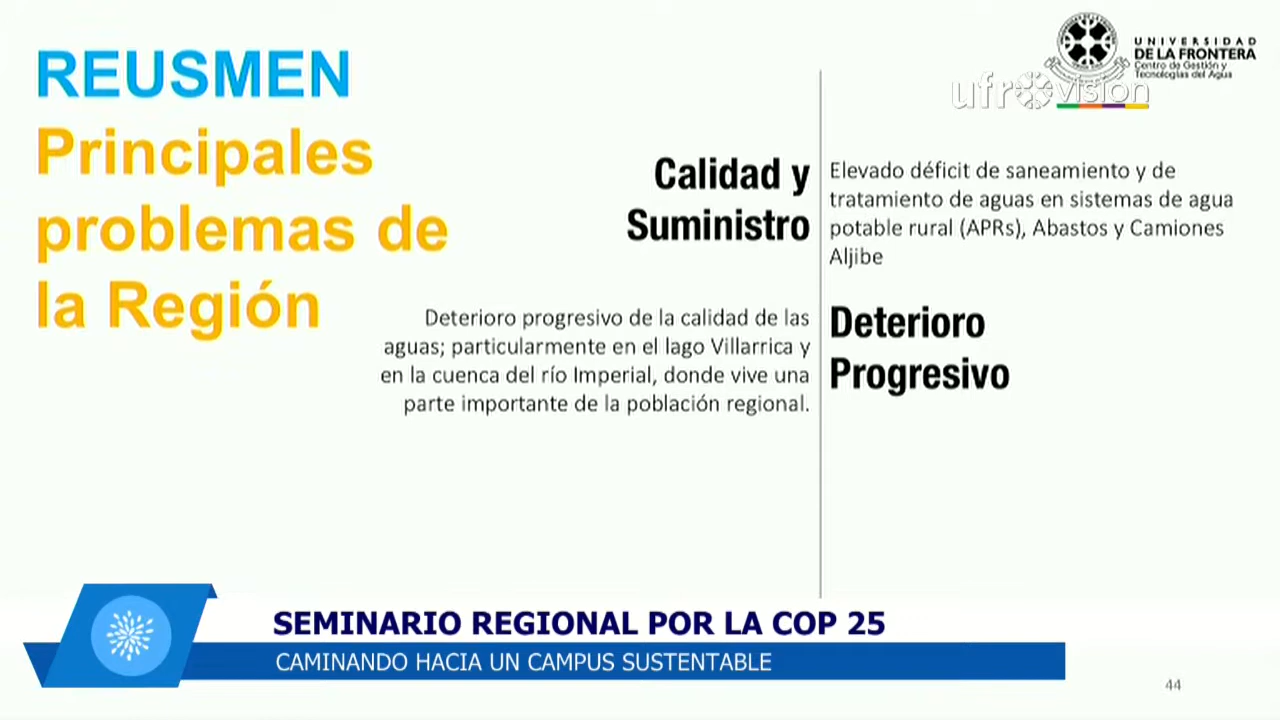 REUSMEN
Principales
problemas de
la Región
UNIVERSIDAD
DE LA FRONTERA
Centro de Gestión y
Tecnologías del Agua
ufro visión
Calidad y
Suministro
Elevado déficit de saneamiento y de
tratamiento de aguas en sistemas de agua
potable rural (APRs), Abastos y Camiones
Aljibe
Deterioro progresivo de la calidad de las
aguas; particularmente en el lago Villarrica y
en la cuenca del río Imperial, donde vive una
parte importante de la población regional.
Deterioro
Progresivo
SEMINARIO REGIONAL POR LA COP 25
CAMINANDO HACIA UN CAMPUS SUSTENTABLE
44